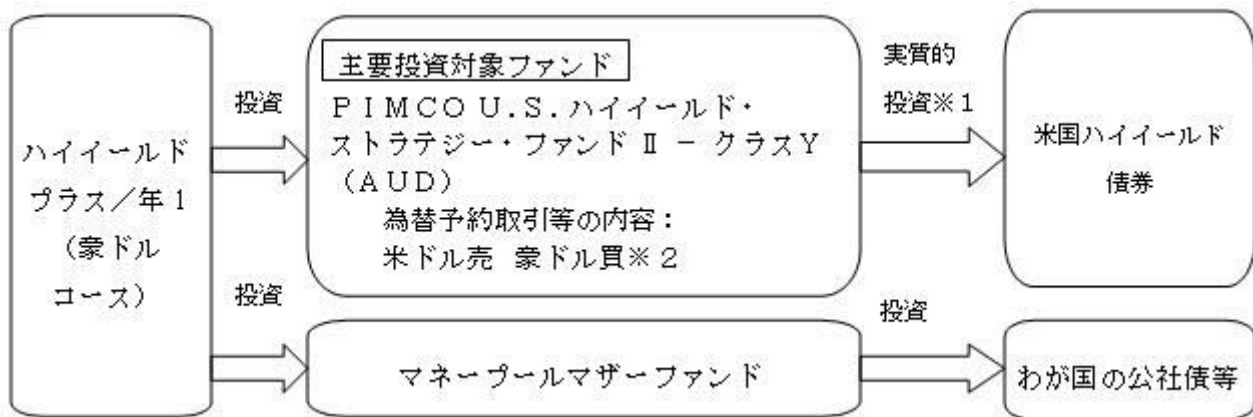 ハイイールド
プラス／年１
（豪ドル
コース）
投資
投資
主要投資対象ファンド
ＰＩＭＣＯ Ｕ.Ｓ.ハイイールド・
ストラテジー・ファンド Ⅱ － クラスＹ
（ＡＵＤ）
為替予約取引等の内容：
米ドル売 豪ドル買※２
マネープールマザーファンド
実質的
投資※１
投資
米国ハイイールド
債券
わが国の公社債等